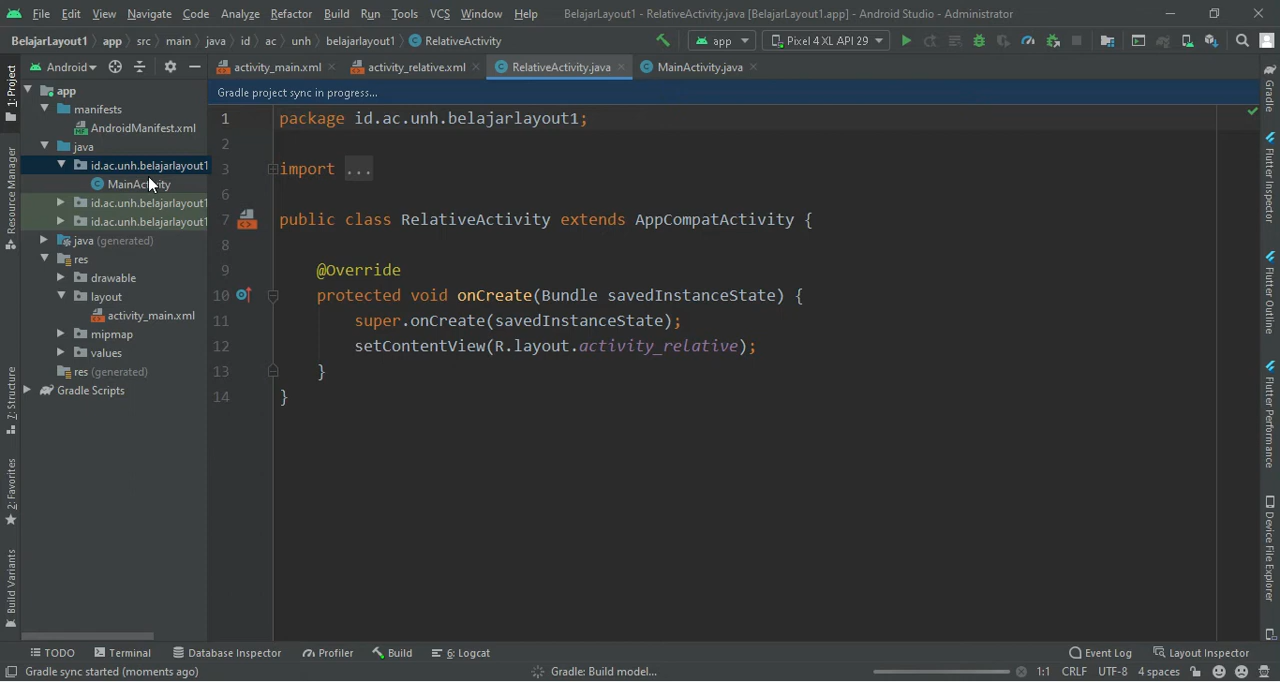 File Edit View Navigate Code Analyze Refactor Build Run Tools VCS Window Help BelajarLayout1 - RelativeActivity.java [BelajarLayout1.app] - Android Studio - Administrator
BelajarLayout1 app src main java id ac unh belajarlayout1 RelativeActivity app Pixel 4 XL API 29
Android activity_main.xml activity_relative.xml RelativeActivity.java MainActivity.java
Gradle project sync in progress...
1: Project
Resource Manager
7: Structure
2: Favorites
Build Variants
app
manifests
AndroidManifest.xml
java
id.ac.unh.belajarlayout1
MainActivity
id.ac.unh.belajarlayout1
id.ac.unh.belajarlayout1
java (generated)
res
drawable
layout
activity_main.xml
mipmap
values
res (generated)
Gradle Scripts
1 package id.ac.unh.belajarlayout1;
2
3 import ...
6
7 public class RelativeActivity extends AppCompatActivity {
8
9 @Override
10 protected void onCreate(Bundle savedInstanceState) {
11 super.onCreate(savedInstanceState);
12 setContentView(R.layout.activity_relative);
13 }
14 }
Gradle
Flutter Inspector
Flutter Outline
Flutter Performance
Device File Explorer
TODO Terminal Database Inspector Profiler Build 6: Logcat Event Log Layout Inspector
Gradle sync started (moments ago) Gradle: Build model... 1:1 CRLF UTF-8 4 spaces